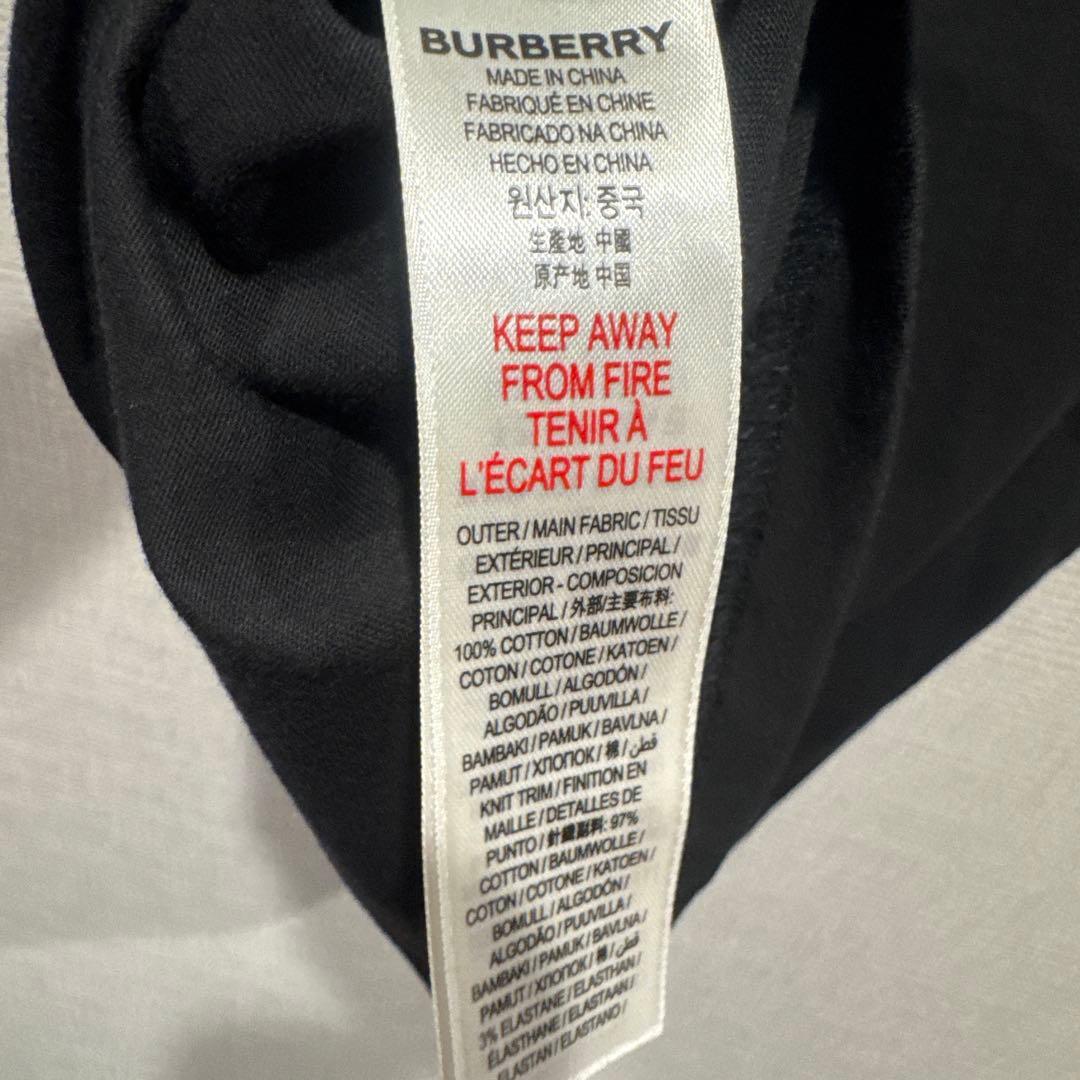 BURBERRY
MADE IN CHINA
FABRIQUÉ EN CHINE
FABRICADO NA CHINA
HECHO EN CHINA
원산지: 중국
生產地 中國
原产地 中国
KEEP AWAY
FROM FIRE
TENIR À
L'ÉCART DU FEU
OUTER / MAIN FABRIC / TISSU
EXTÉRIEUR / PRINCIPAL /
EXTERIOR - COMPOSICION
PRINCIPAL / 外部/主要布料:
100% COTTON / BAUMWOLLE /
COTON / COTONE / KATOEN /
BOMULL / ALGODÓN /
ALGODÃO / PUUVILLA /
BAMBAKI / PAMUK / BAVLNA /
PAMUT / ХЛОПОК / 棉 / قطن /
KNIT TRIM / FINITION EN
MAILLE / DETALLES DE
PUNTO / 針織副料: 97%
COTTON / BAUMWOLLE /
COTON / COTONE / KATOEN /
BOMULL / ALGODÓN /
ALGODÃO / PUUVILLA /
BAMBAKI / PAMUK / BAVLNA /
PAMUT / ХЛОПОК / 棉 / قطن /
3% ELASTANE / ELASTHAN /
ÉLASTHANE / ELASTAAN /
ELASTAN / ELASTANO /